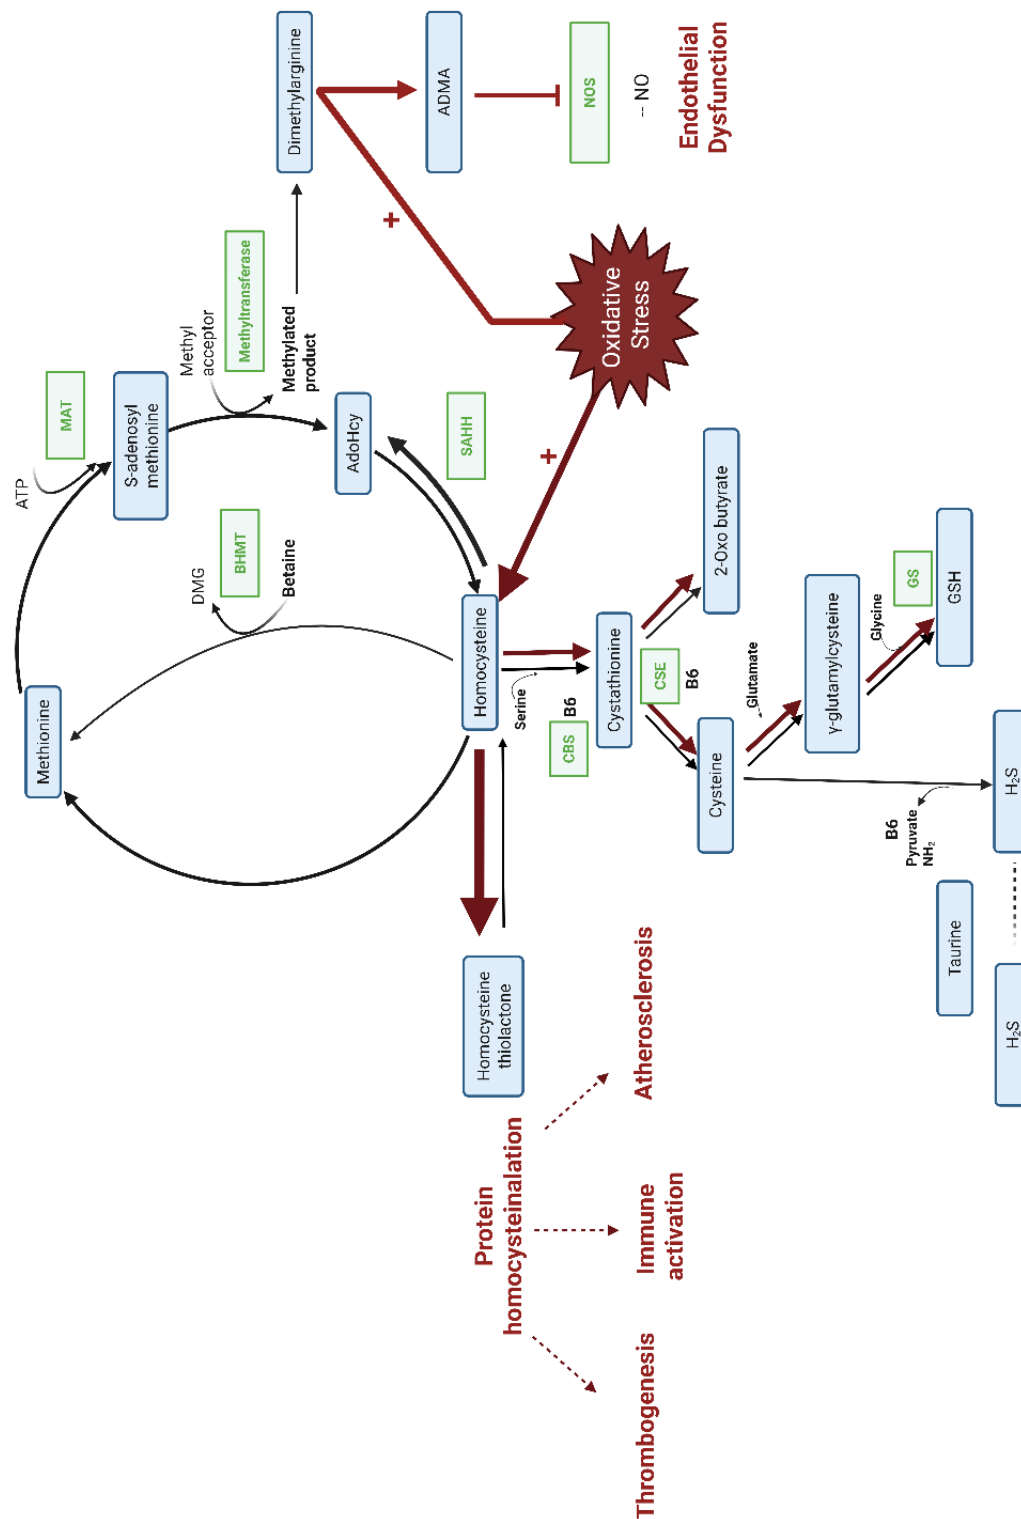 Methionine
ATP
MAT
S-adenosyl
methionine
DMG
BHMT
Betaine
Methyl
acceptor
Methyltransferase
Methylated
product
Dimethylarginine
AdoHcy
SAHH
ADMA
NOS
-- NO
Endothelial
Dysfunction
+
+
Oxidative
Stress
Homocysteine
Homocysteine
thiolactone
Serine
CBS
B6
Cystathionine
CSE
B6
2-Oxo butyrate
Cysteine
Glutamate
γ-glutamylcysteine
Glycine
GS
GSH
B6
Pyruvate
NH₂
H₂S
Taurine
H₂S
Protein
homocysteinalation
Thrombogenesis
Immune
activation
Atherosclerosis